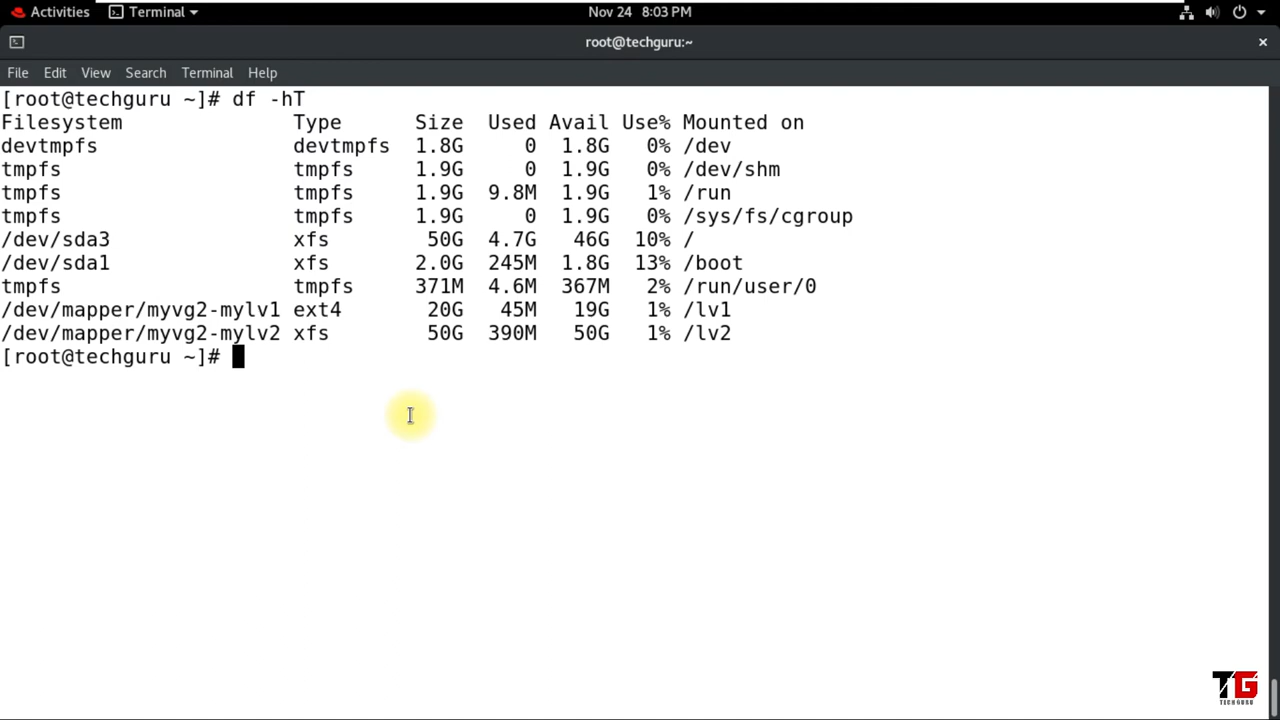 Activities Terminal Nov 24 8:03 PM
root@techguru:~ ×
File Edit View Search Terminal Help
[root@techguru ~]# df -hT
Filesystem Type Size Used Avail Use% Mounted on
devtmpfs devtmpfs 1.8G 0 1.8G 0% /dev
tmpfs tmpfs 1.9G 0 1.9G 0% /dev/shm
tmpfs tmpfs 1.9G 9.8M 1.9G 1% /run
tmpfs tmpfs 1.9G 0 1.9G 0% /sys/fs/cgroup
/dev/sda3 xfs 50G 4.7G 46G 10% /
/dev/sda1 xfs 2.0G 245M 1.8G 13% /boot
tmpfs tmpfs 371M 4.6M 367M 2% /run/user/0
/dev/mapper/myvg2-mylv1 ext4 20G 45M 19G 1% /lv1
/dev/mapper/myvg2-mylv2 xfs 50G 390M 50G 1% /lv2
[root@techguru ~]#
TG
TECHGURU